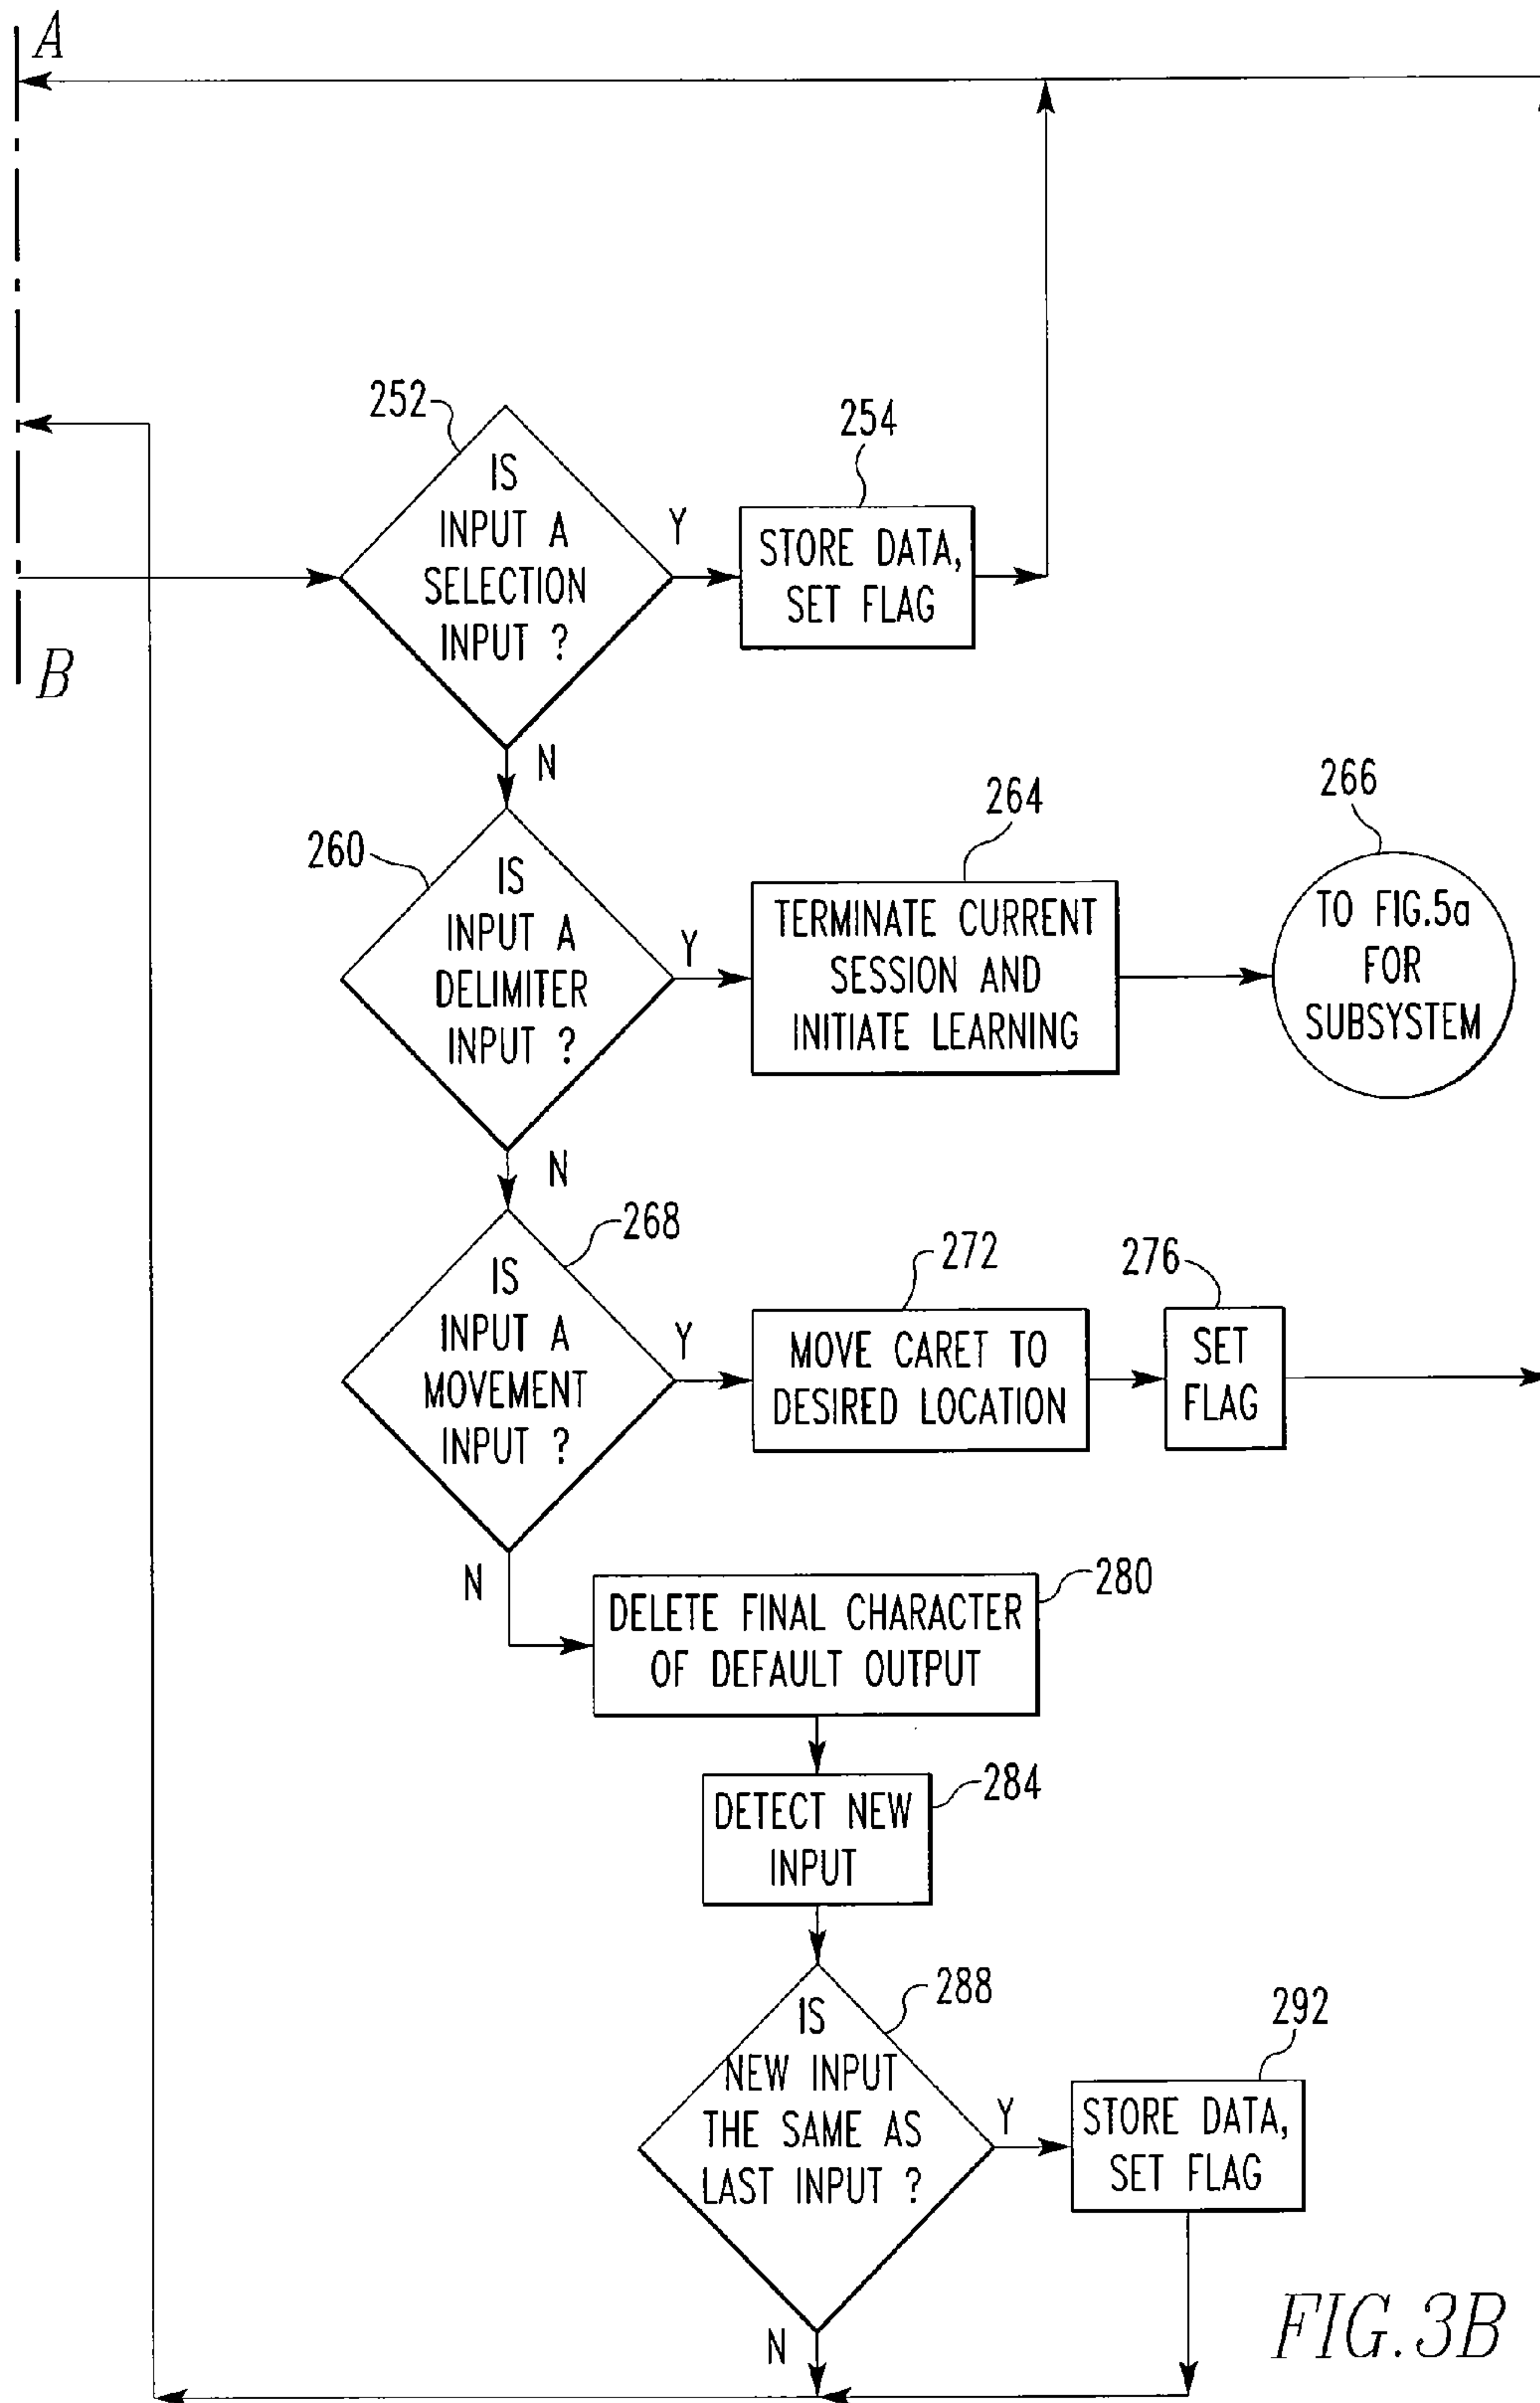 A
252
254
IS
INPUT A
SELECTION
INPUT ?
Y
STORE DATA,
SET FLAG
B
N
260
264
266
IS
INPUT A
DELIMITER
INPUT ?
Y
TERMINATE CURRENT
SESSION AND
INITIATE LEARNING
TO FIG.5a
FOR
SUBSYSTEM
N
268
272
276
IS
INPUT A
MOVEMENT
INPUT ?
Y
MOVE CARET TO
DESIRED LOCATION
SET
FLAG
N
280
DELETE FINAL CHARACTER
OF DEFAULT OUTPUT
284
DETECT NEW
INPUT
288
292
IS
NEW INPUT
THE SAME AS
LAST INPUT ?
Y
STORE DATA,
SET FLAG
N
FIG.3B